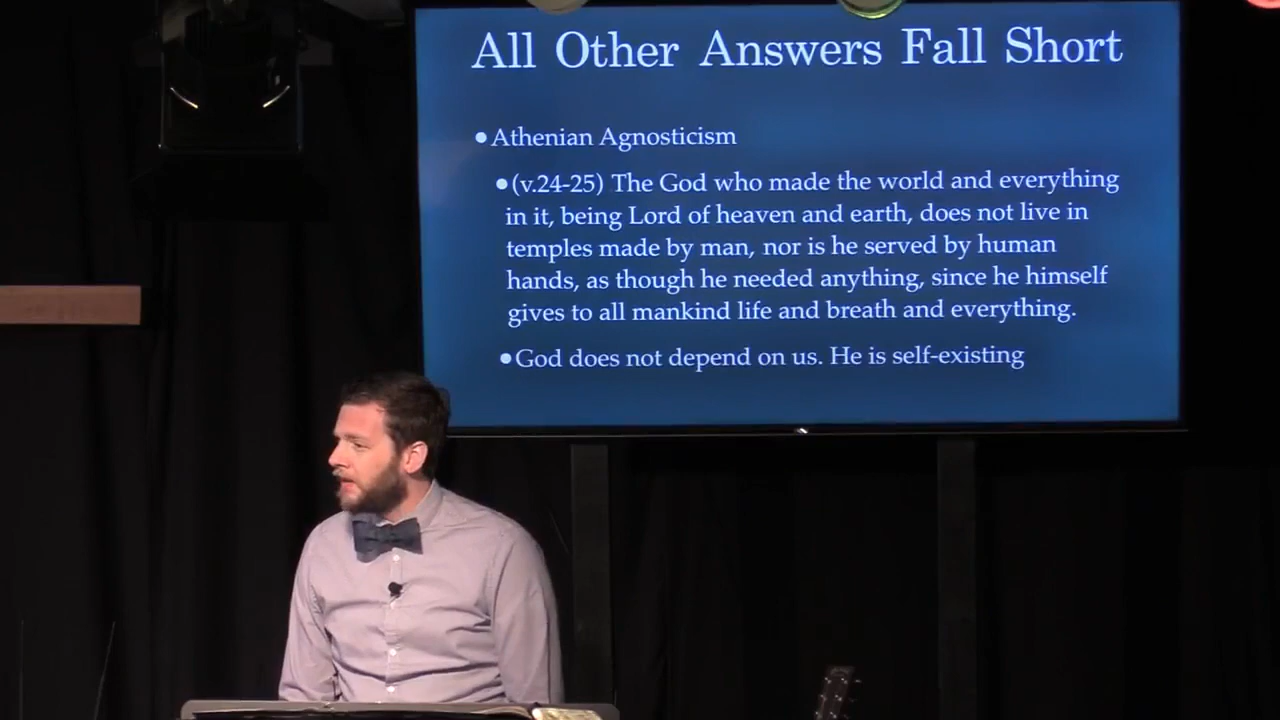 All Other Answers Fall Short
•Athenian Agnosticism
•(v.24-25) The God who made the world and everything
in it, being Lord of heaven and earth, does not live in
temples made by man, nor is he served by human
hands, as though he needed anything, since he himself
gives to all mankind life and breath and everything.
•God does not depend on us. He is self-existing